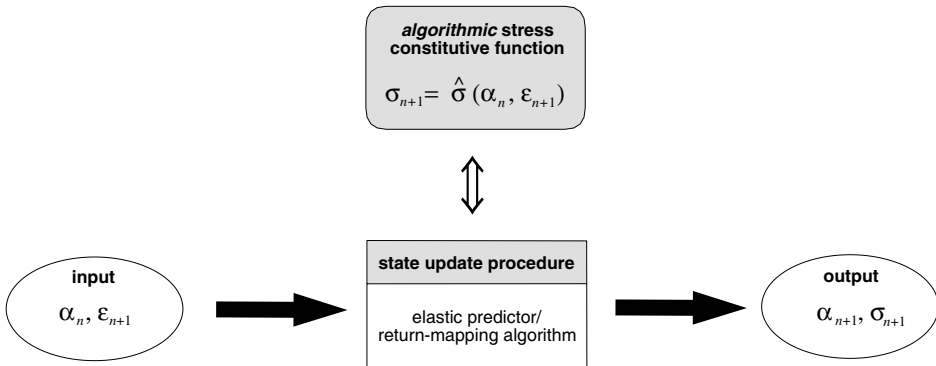 algorithmic stress
constitutive function
σₙ₊₁= σ̂ (αₙ, εₙ₊₁)
⇕
state update procedure
elastic predictor/
return-mapping algorithm
input
αₙ, εₙ₊₁
output
αₙ₊₁, σₙ₊₁